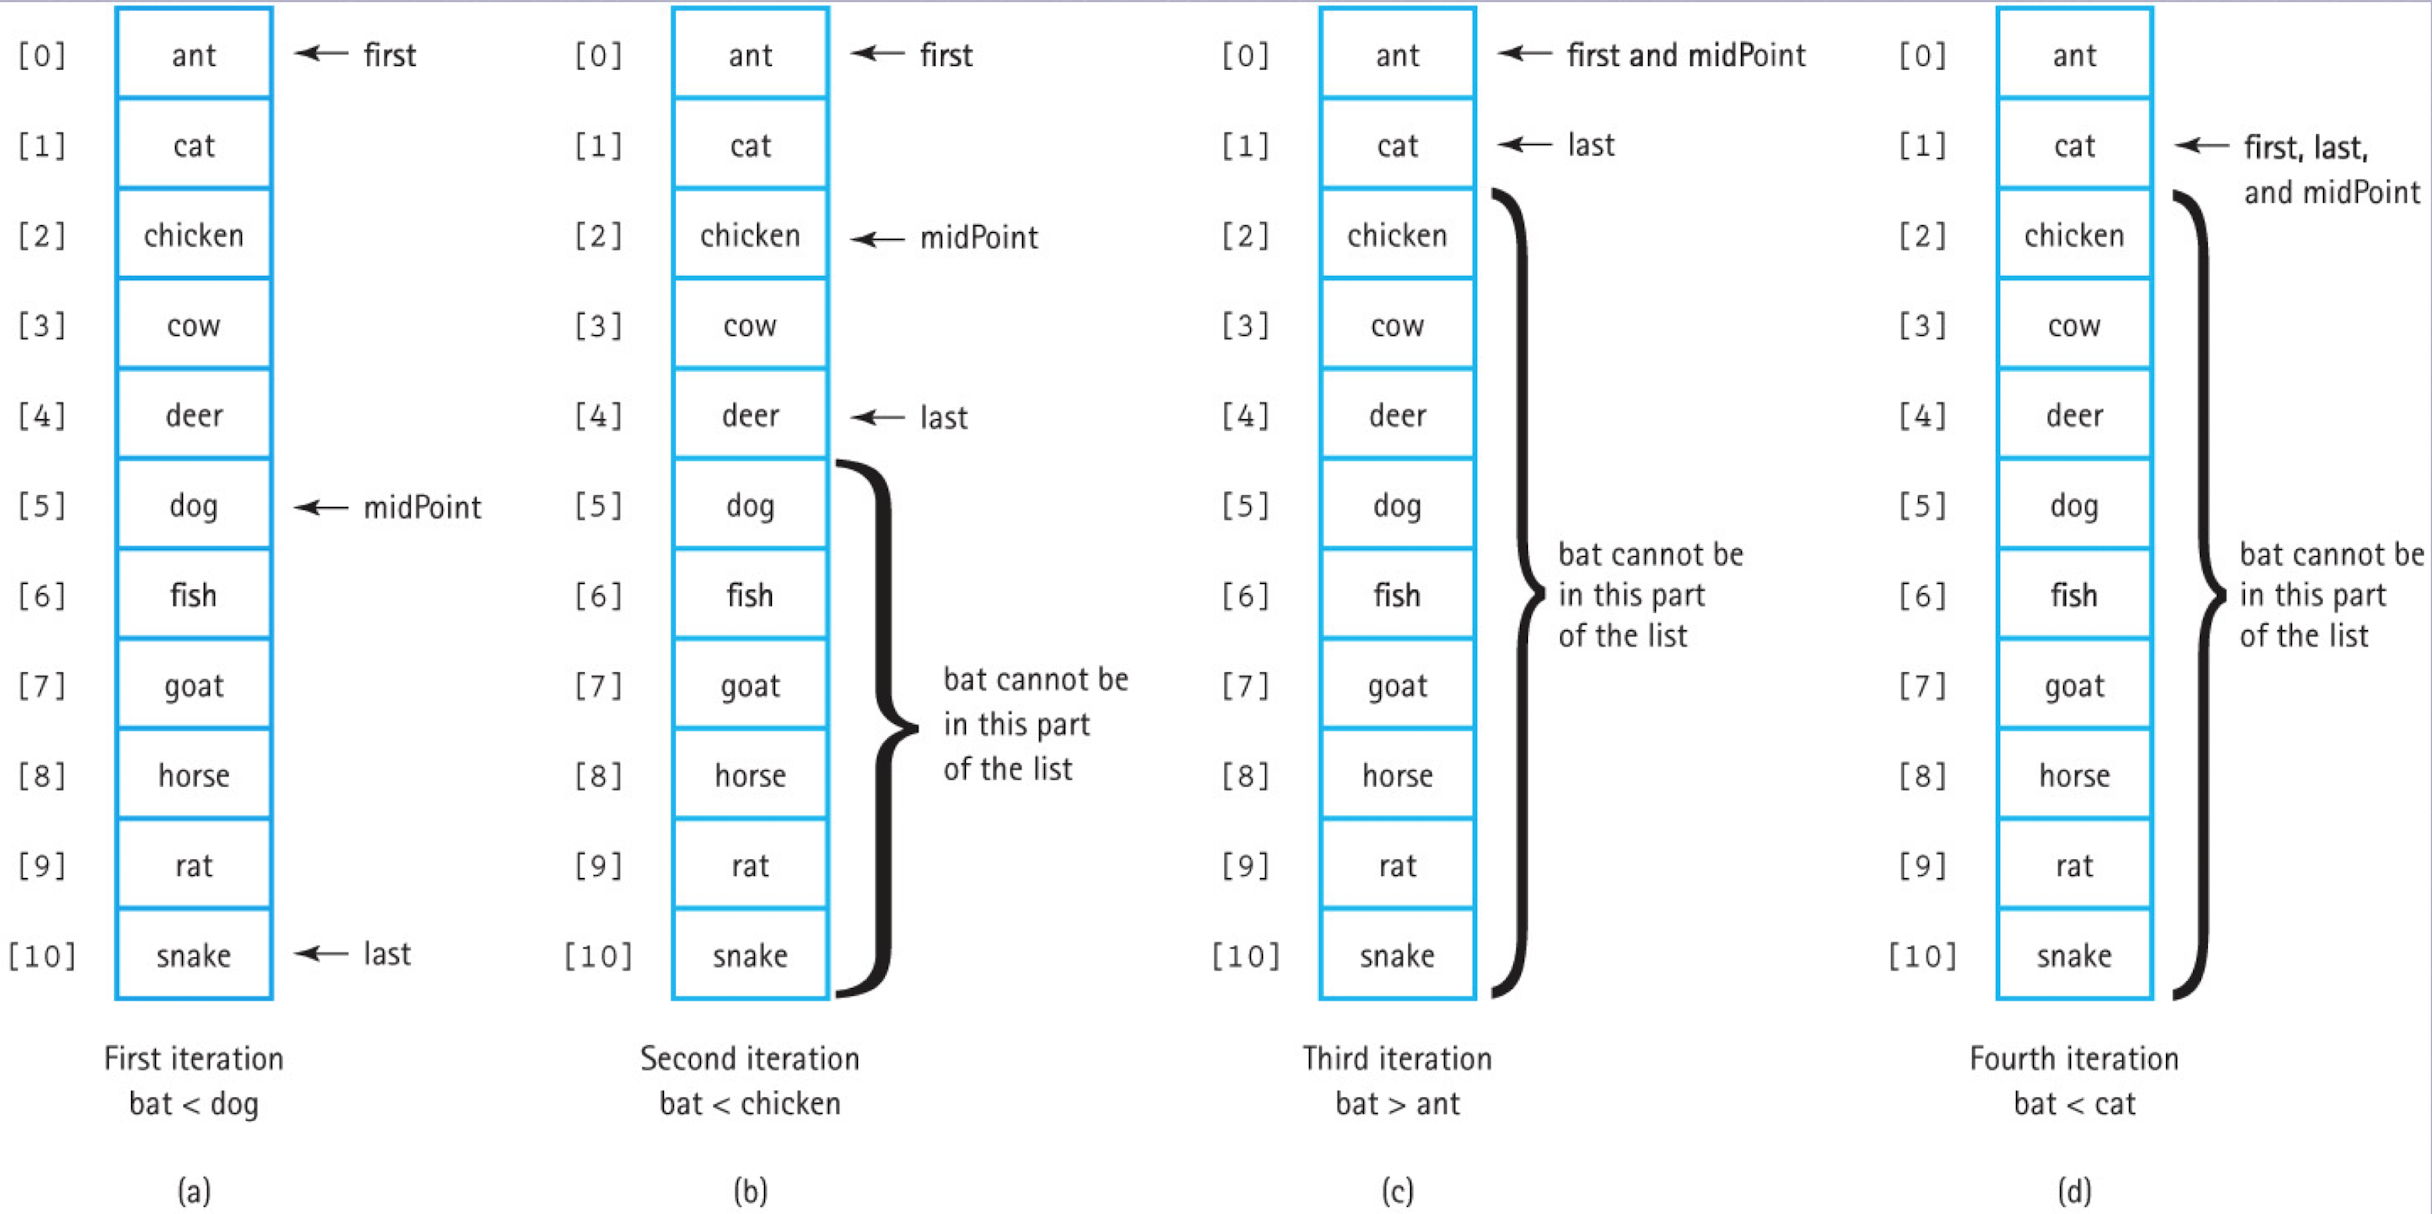 [0] ant first
[1] cat
[2] chicken
[3] cow
[4] deer
[5] dog midPoint
[6] fish
[7] goat
[8] horse
[9] rat
[10] snake last
First iteration
bat < dog
(a)
[0] ant first
[1] cat
[2] chicken midPoint
[3] cow
[4] deer last
[5] dog
[6] fish
[7] goat
[8] horse
[9] rat
[10] snake
bat cannot be
in this part
of the list
Second iteration
bat < chicken
(b)
[0] ant first and midPoint
[1] cat last
[2] chicken
[3] cow
[4] deer
[5] dog
[6] fish
[7] goat
[8] horse
[9] rat
[10] snake
bat cannot be
in this part
of the list
Third iteration
bat > ant
(c)
[0] ant
[1] cat first, last,
and midPoint
[2] chicken
[3] cow
[4] deer
[5] dog
[6] fish
[7] goat
[8] horse
[9] rat
[10] snake
bat cannot be
in this part
of the list
Fourth iteration
bat < cat
(d)